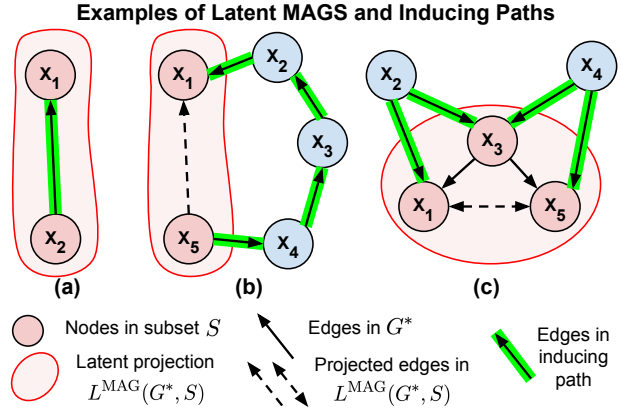 Examples of Latent MAGS and Inducing Paths
X1 X2
(a)
X1 X2 X3 X4 X5
(b)
X2 X4 X3 X1 X5
(c)
Nodes in subset S
Edges in G*
Edges in
inducing
path
Latent projection
L^MAG(G*, S)
Projected edges in
L^MAG(G*, S)